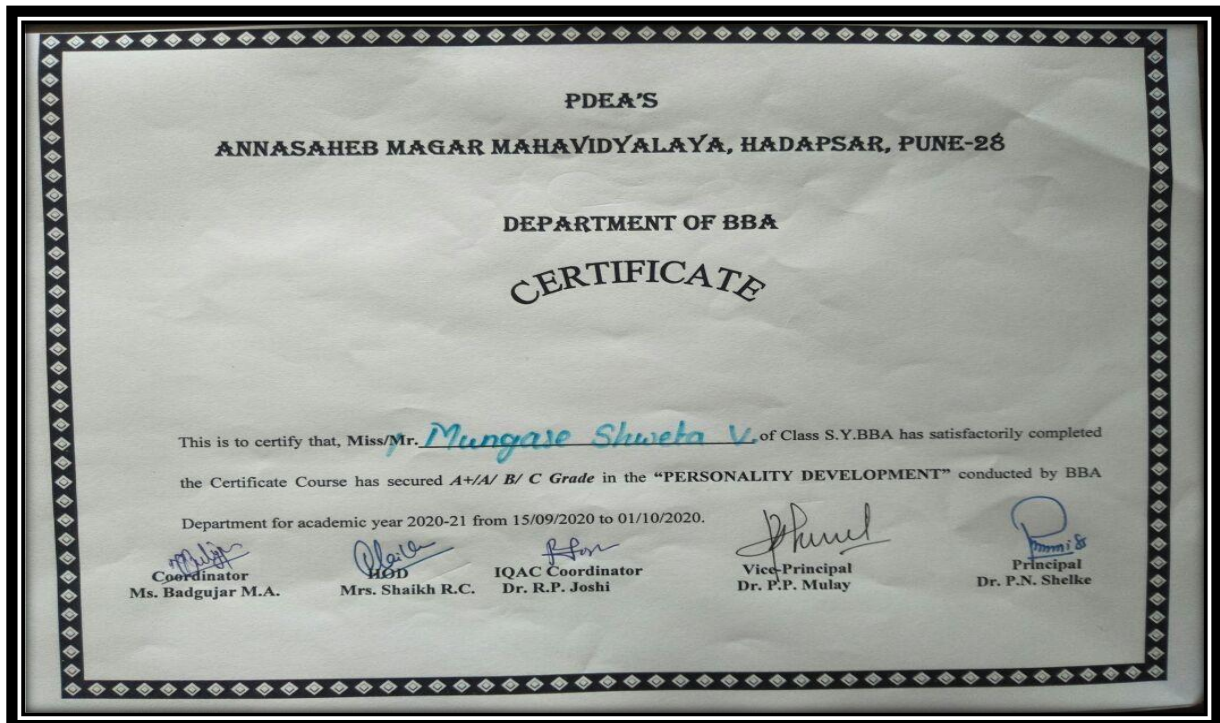 PDEA'S
ANNASAHEB MAGAR MAHAVIDYALAYA, HADAPSAR, PUNE-28
DEPARTMENT OF BBA
CERTIFICATE
This is to certify that, Miss/Mr. Mungase Shweta V. of Class S.Y.BBA has satisfactorily completed
the Certificate Course has secured A+/A/ B/ C Grade in the “PERSONALITY DEVELOPMENT” conducted by BBA
Department for academic year 2020-21 from 15/09/2020 to 01/10/2020.
Coordinator HOD IQAC Coordinator Vice-Principal Principal
Ms. Badgujar M.A. Mrs. Shaikh R.C. Dr. R.P. Joshi Dr. P.P. Mulay Dr. P.N. Shelke